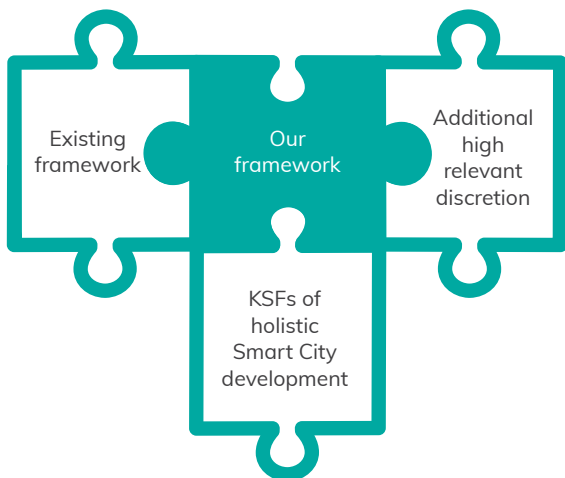 Existing
framework
Our
framework
Additional
high
relevant
discretion
KSFs of
holistic
Smart City
development